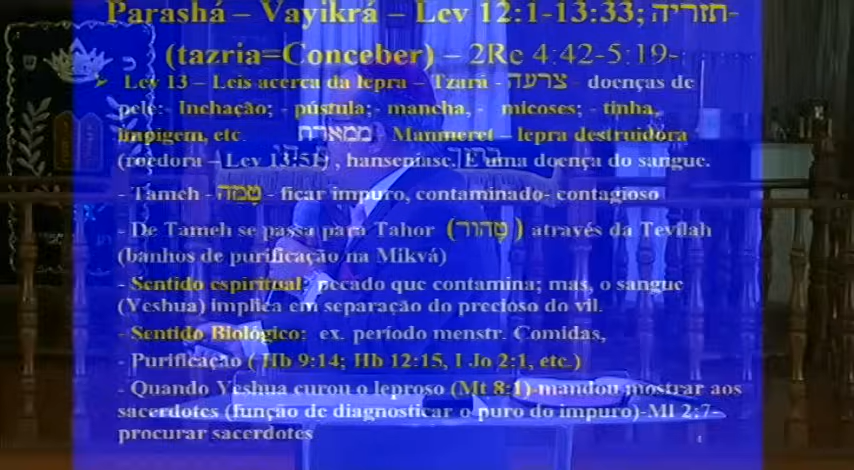 Parashá – Vayikrá – Lev 12:1-13:33; תזריה-
(tazria=Conceber) – 2Re 4:42-5:19-
Lev 13 – Leis acerca da lepra – Tzará - צרעה - doenças de
pele:- Inchação; - pústula; - mancha, - micoses; - tinha,
impigem, etc. ממארת Mammeret – lepra destruidora
(roedora – Lev 13:51), hanseníase. É uma doença do sangue.
- Tameh - טָמֵה - ficar impuro, contaminado- contagioso
- De Tameh se passa para Tahor (טָהוֹר) através da Tevilah
(banhos de purificação na Mikvá)
- Sentido espiritual: pecado que contamina; mas, o sangue
(Yeshua) implica em separação do precioso do vil.
- Sentido Biológico: ex. período menstr. Comidas,
- Purificação (Hb 9:14; Hb 12:15, I Jo 2:1, etc.)
- Quando Yeshua curou o leproso (Mt 8:1)-mandou mostrar aos
sacerdotes (função de diagnosticar o puro do impuro)-Ml 2:7-
procurar sacerdotes